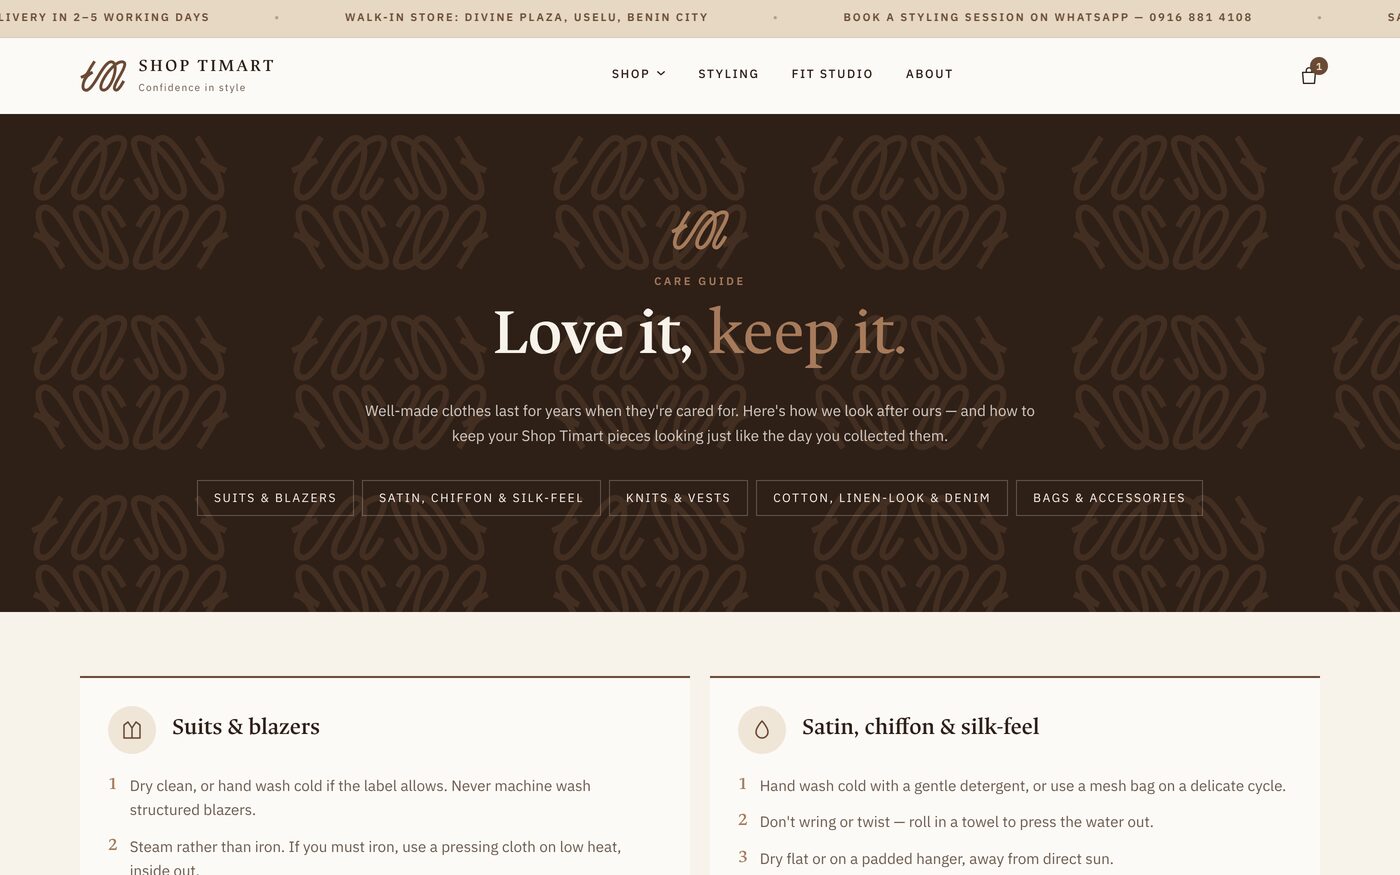 LIVERY IN 2–5 WORKING DAYS • WALK-IN STORE: DIVINE PLAZA, USELU, BENIN CITY • BOOK A STYLING SESSION ON WHATSAPP — 0916 881 4108 •
tm SHOP TIMART
Confidence in style
SHOP STYLING FIT STUDIO ABOUT
1
tm
CARE GUIDE
Love it, keep it.
Well-made clothes last for years when they're cared for. Here's how we look after ours — and how to
keep your Shop Timart pieces looking just like the day you collected them.
SUITS & BLAZERS SATIN, CHIFFON & SILK-FEEL KNITS & VESTS COTTON, LINEN-LOOK & DENIM BAGS & ACCESSORIES
Suits & blazers
1 Dry clean, or hand wash cold if the label allows. Never machine wash
structured blazers.
2 Steam rather than iron. If you must iron, use a pressing cloth on low heat,
inside out.
Satin, chiffon & silk-feel
1 Hand wash cold with a gentle detergent, or use a mesh bag on a delicate cycle.
2 Don't wring or twist — roll in a towel to press the water out.
3 Dry flat or on a padded hanger, away from direct sun.